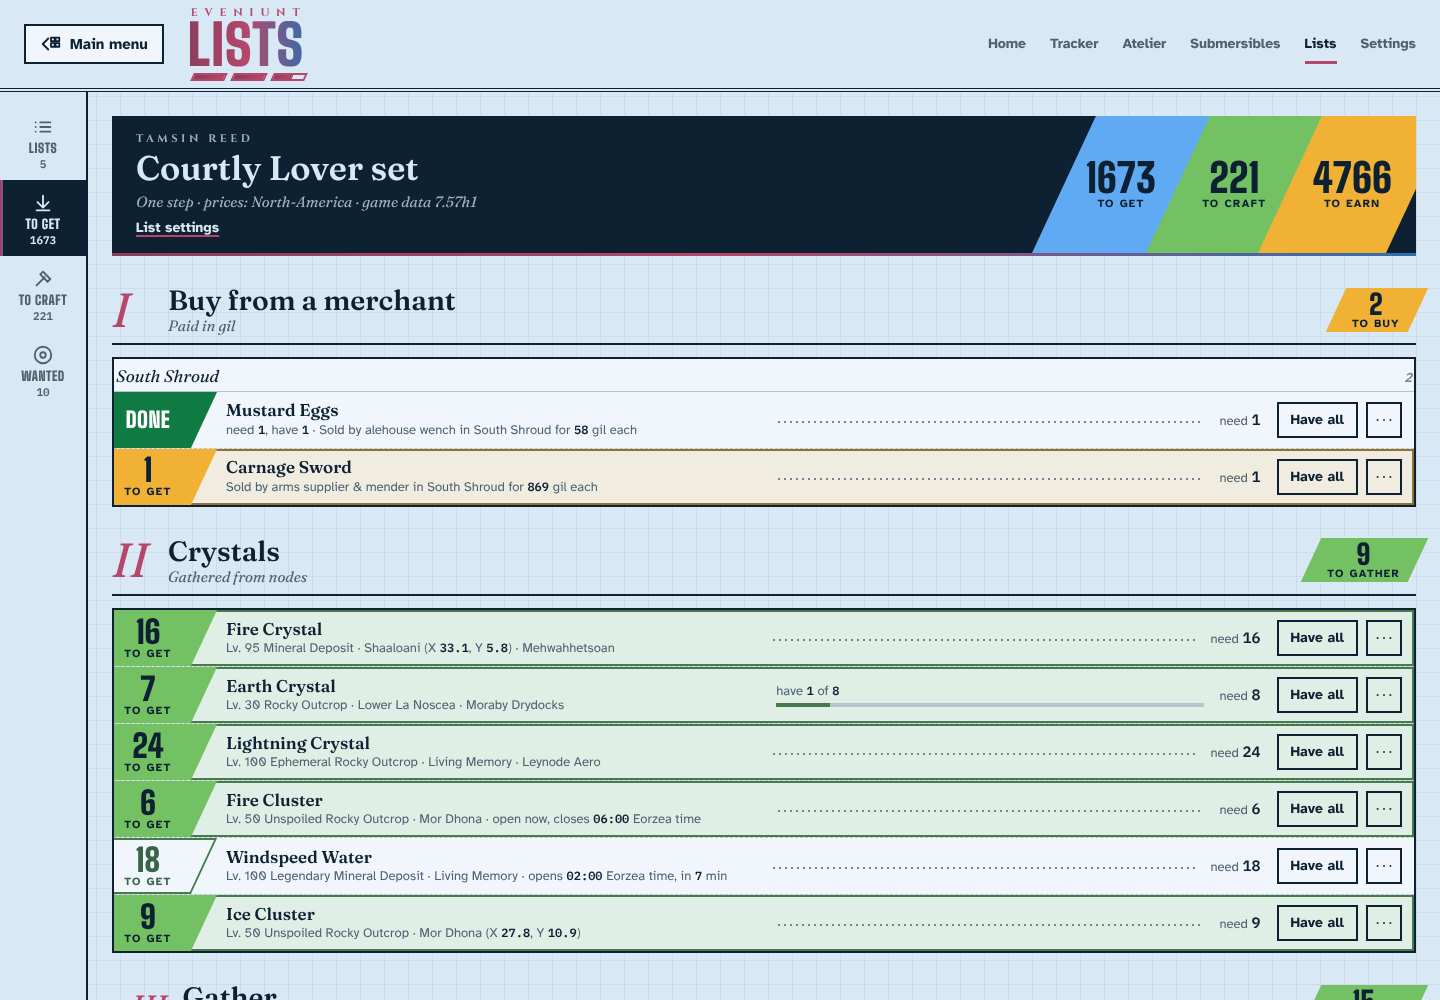 Main menu
EVENIUNT
LISTS
Home
Tracker
Atelier
Submersibles
Lists
Settings
LISTS
5
TO GET
1673
TO CRAFT
221
WANTED
10
TAMSIN REED
Courtly Lover set
One step · prices: North-America · game data 7.57h1
List settings
1673
TO GET
221
TO CRAFT
4766
TO EARN
I
Buy from a merchant
Paid in gil
2
TO BUY
South Shroud
2
DONE
Mustard Eggs
need 1, have 1 · Sold by alehouse wench in South Shroud for 58 gil each
need 1
Have all
...
1
TO GET
Carnage Sword
Sold by arms supplier & mender in South Shroud for 869 gil each
need 1
Have all
...
II
Crystals
Gathered from nodes
9
TO GATHER
16
TO GET
Fire Crystal
Lv. 95 Mineral Deposit · Shaaloani (X 33.1, Y 5.8) · Mehwahhetsoan
need 16
Have all
...
7
TO GET
Earth Crystal
Lv. 30 Rocky Outcrop · Lower La Noscea · Moraby Drydocks
have 1 of 8
need 8
Have all
...
24
TO GET
Lightning Crystal
Lv. 100 Ephemeral Rocky Outcrop · Living Memory · Leynode Aero
need 24
Have all
...
6
TO GET
Fire Cluster
Lv. 50 Unspoiled Rocky Outcrop · Mor Dhona · open now, closes 06:00 Eorzea time
need 6
Have all
...
18
TO GET
Windspeed Water
Lv. 100 Legendary Mineral Deposit · Living Memory · opens 02:00 Eorzea time, in 7 min
need 18
Have all
...
9
TO GET
Ice Cluster
Lv. 50 Unspoiled Rocky Outcrop · Mor Dhona (X 27.8, Y 10.9)
need 9
Have all
...
III
Gather
15